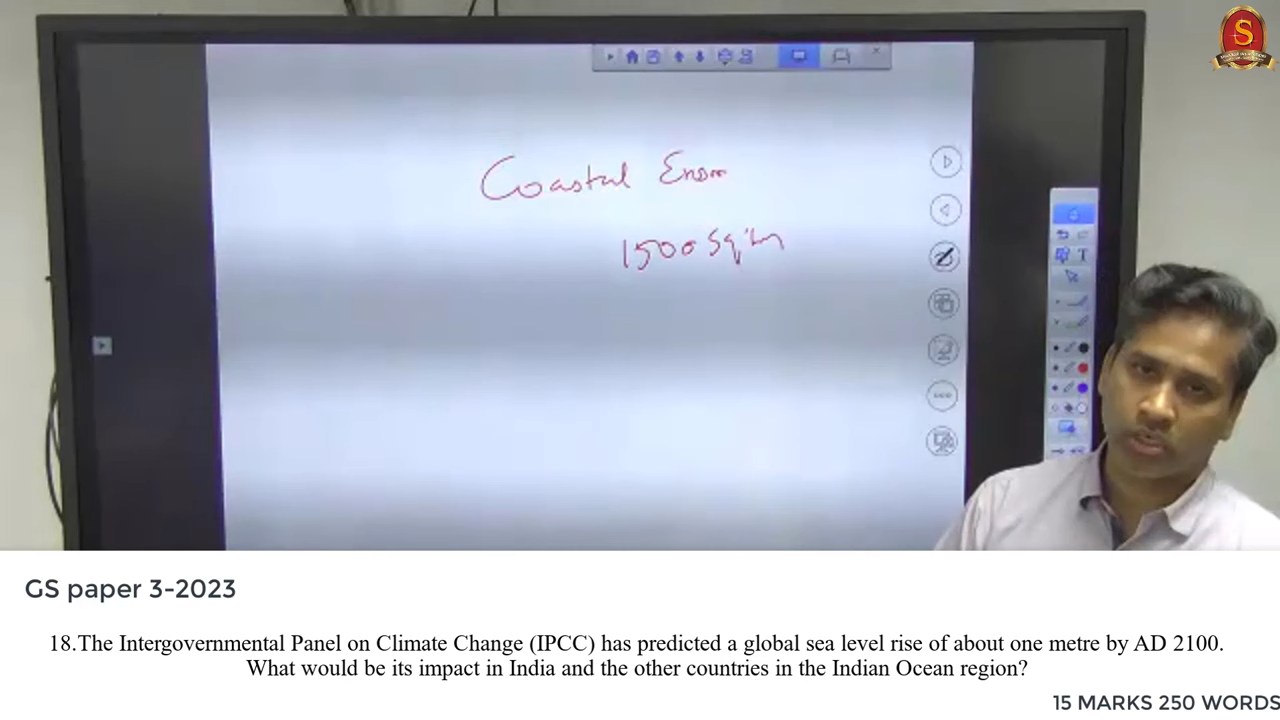 S
Coastal Eros
1500 Sq km
T
GS paper 3-2023
18.The Intergovernmental Panel on Climate Change (IPCC) has predicted a global sea level rise of about one metre by AD 2100.
What would be its impact in India and the other countries in the Indian Ocean region?
15 MARKS 250 WORDS